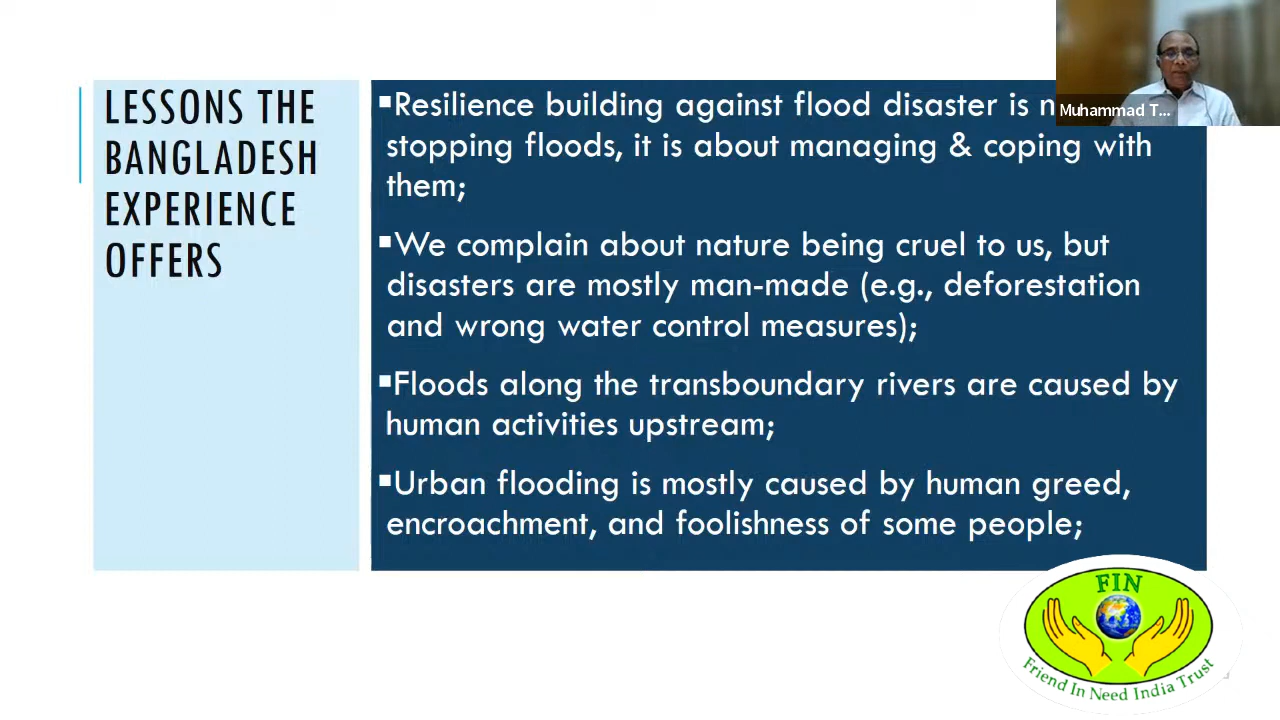 LESSONS THE
BANGLADESH
EXPERIENCE
OFFERS
▪Resilience building against flood disaster is
stopping floods, it is about managing & coping with
them;
▪We complain about nature being cruel to us, but
disasters are mostly man-made (e.g., deforestation
and wrong water control measures);
▪Floods along the transboundary rivers are caused by
human activities upstream;
▪Urban flooding is mostly caused by human greed,
encroachment, and foolishness of some people;
Muhammad T...
FIN
Friend In Need India Trust